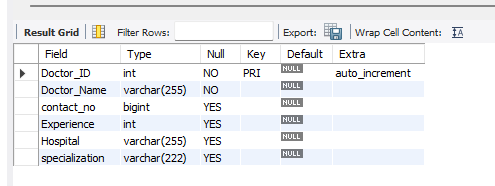 Result Grid Filter Rows: Export: Wrap Cell Content:
Field Type Null Key Default Extra
Doctor_ID int NO PRI NULL auto_increment
Doctor_Name varchar(255) NO NULL
contact_no bigint YES NULL
Experience int YES NULL
Hospital varchar(255) YES NULL
specialization varchar(222) YES NULL